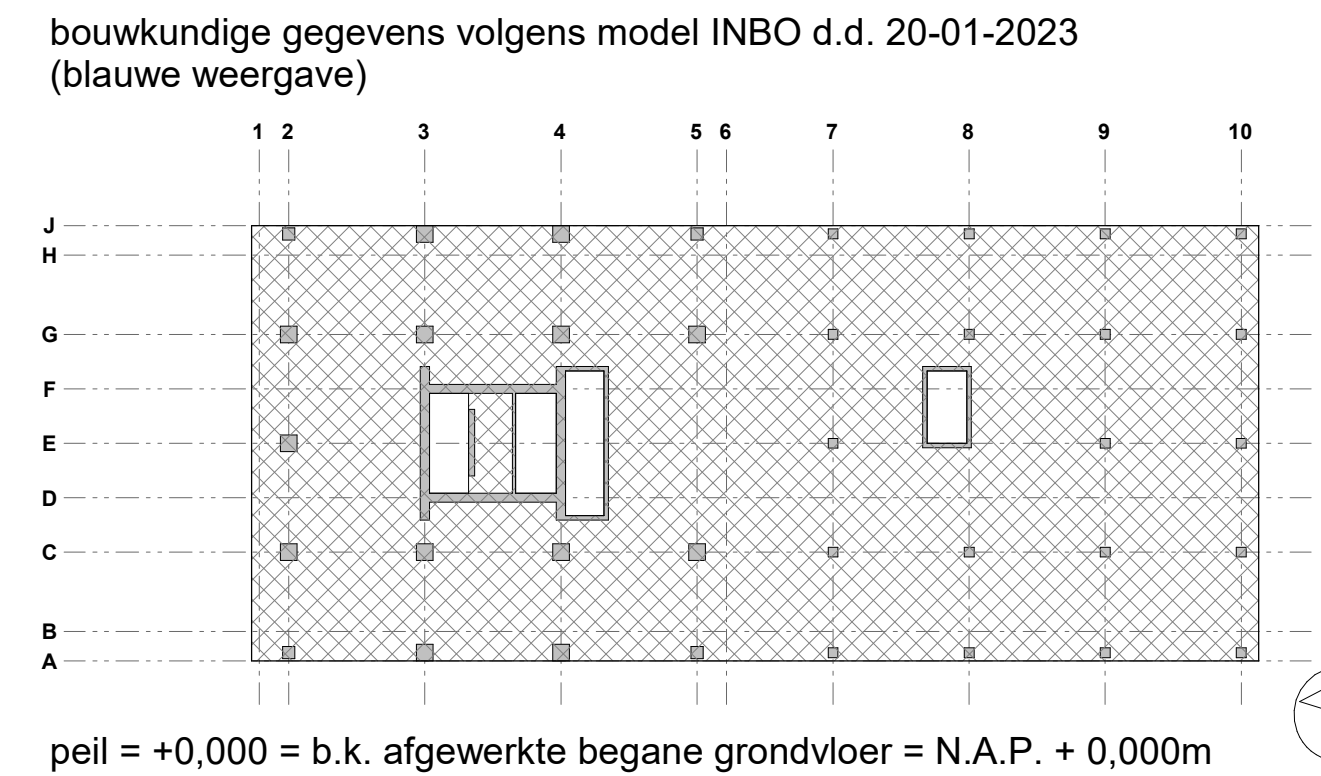 bouwkundige gegevens volgens model INBO d.d. 20-01-2023
(blauwe weergave)
1 2 3 4 5 6 7 8 9 10
J
H
G
F
E
D
C
B
A
peil = +0,000 = b.k. afgewerkte begane grondvloer = N.A.P. + 0,000m